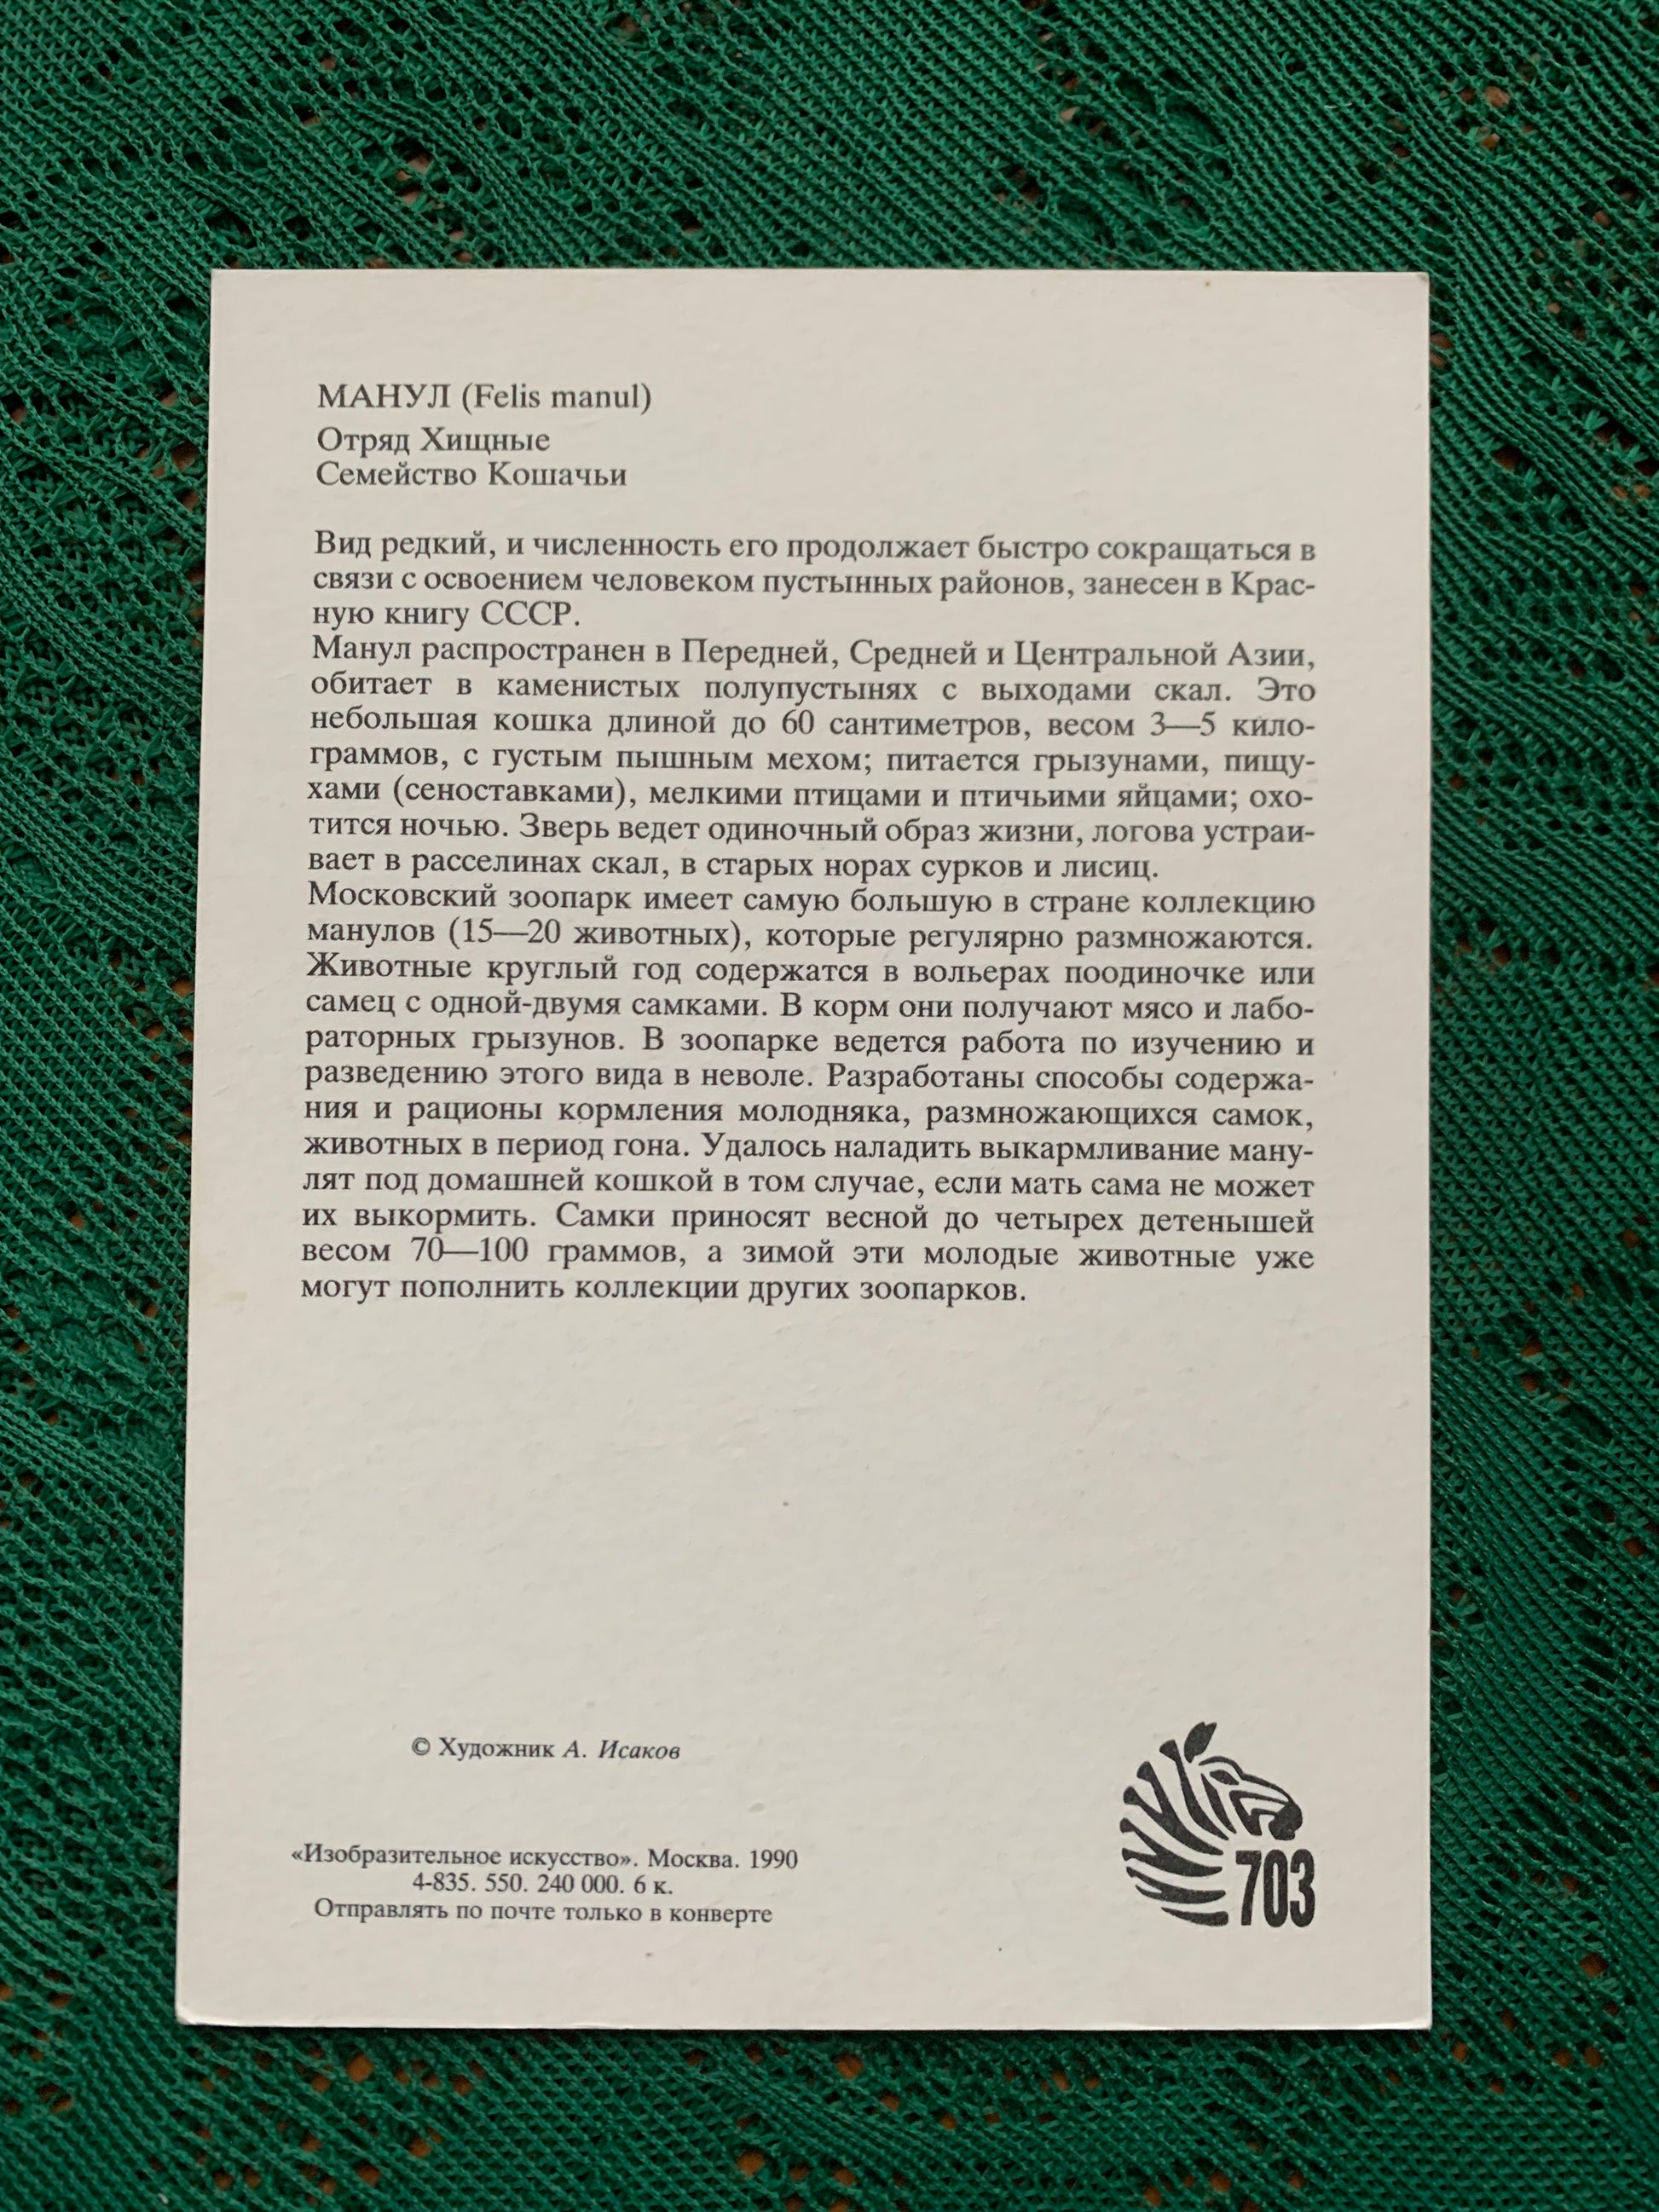 МАНУЛ (Felis manul)
Отряд Хищные
Семейство Кошачьи
Вид редкий, и численность его продолжает быстро сокращаться в
связи с освоением человеком пустынных районов, занесен в Крас-
ную книгу СССР.
Манул распространен в Передней, Средней и Центральной Азии,
обитает в каменистых полупустынях с выходами скал. Это
небольшая кошка длиной до 60 сантиметров, весом 3—5 кило-
граммов, с густым пышным мехом; питается грызунами, пищу-
хами (сеноставками), мелкими птицами и птичьими яйцами; охо-
тится ночью. Зверь ведет одиночный образ жизни, логова устраи-
вает в расселинах скал, в старых норах сурков и лисиц.
Московский зоопарк имеет самую большую в стране коллекцию
манулов (15—20 животных), которые регулярно размножаются.
Животные круглый год содержатся в вольерах поодиночке или
самец с одной-двумя самками. В корм они получают мясо и лабо-
раторных грызунов. В зоопарке ведется работа по изучению и
разведению этого вида в неволе. Разработаны способы содержа-
ния и рационы кормления молодняка, размножающихся самок,
животных в период гона. Удалось наладить выкармливание ману-
лят под домашней кошкой в том случае, если мать сама не может
их выкормить. Самки приносят весной до четырех детенышей
весом 70—100 граммов, а зимой эти молодые животные уже
могут пополнить коллекции других зоопарков.
© Художник А. Исаков
«Изобразительное искусство». Москва. 1990
4-835. 550. 240 000. 6 к.
Отправлять по почте только в конверте
703